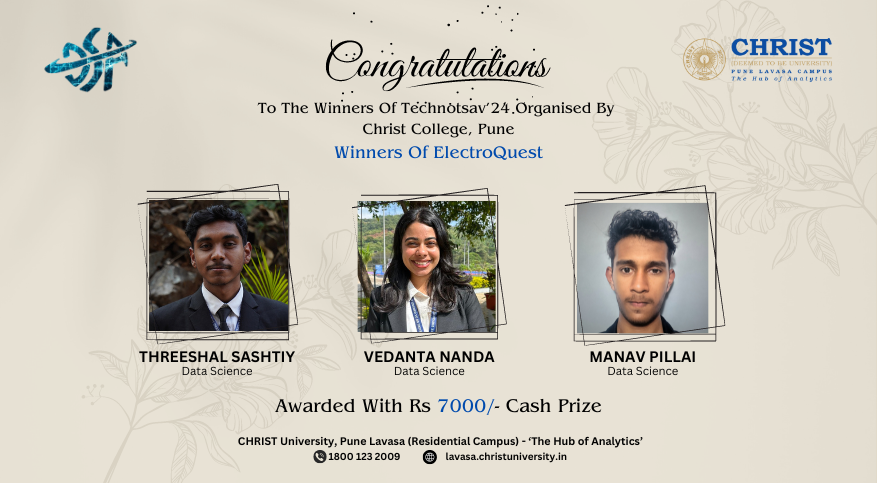 DSA
CHRIST
CHRIST
(DEEMED TO BE UNIVERSITY)
PUNE LAVASA CAMPUS
The Hub of Analytics
Congratulations
To The Winners Of Technotsav'24 Organised By
Christ College, Pune
Winners Of ElectroQuest
THREESHAL SASHTIY
Data Science
VEDANTA NANDA
Data Science
MANAV PILLAI
Data Science
Awarded With Rs 7000/- Cash Prize
CHRIST University, Pune Lavasa (Residential Campus) - ‘The Hub of Analytics’
1800 123 2009 lavasa.christuniversity.in